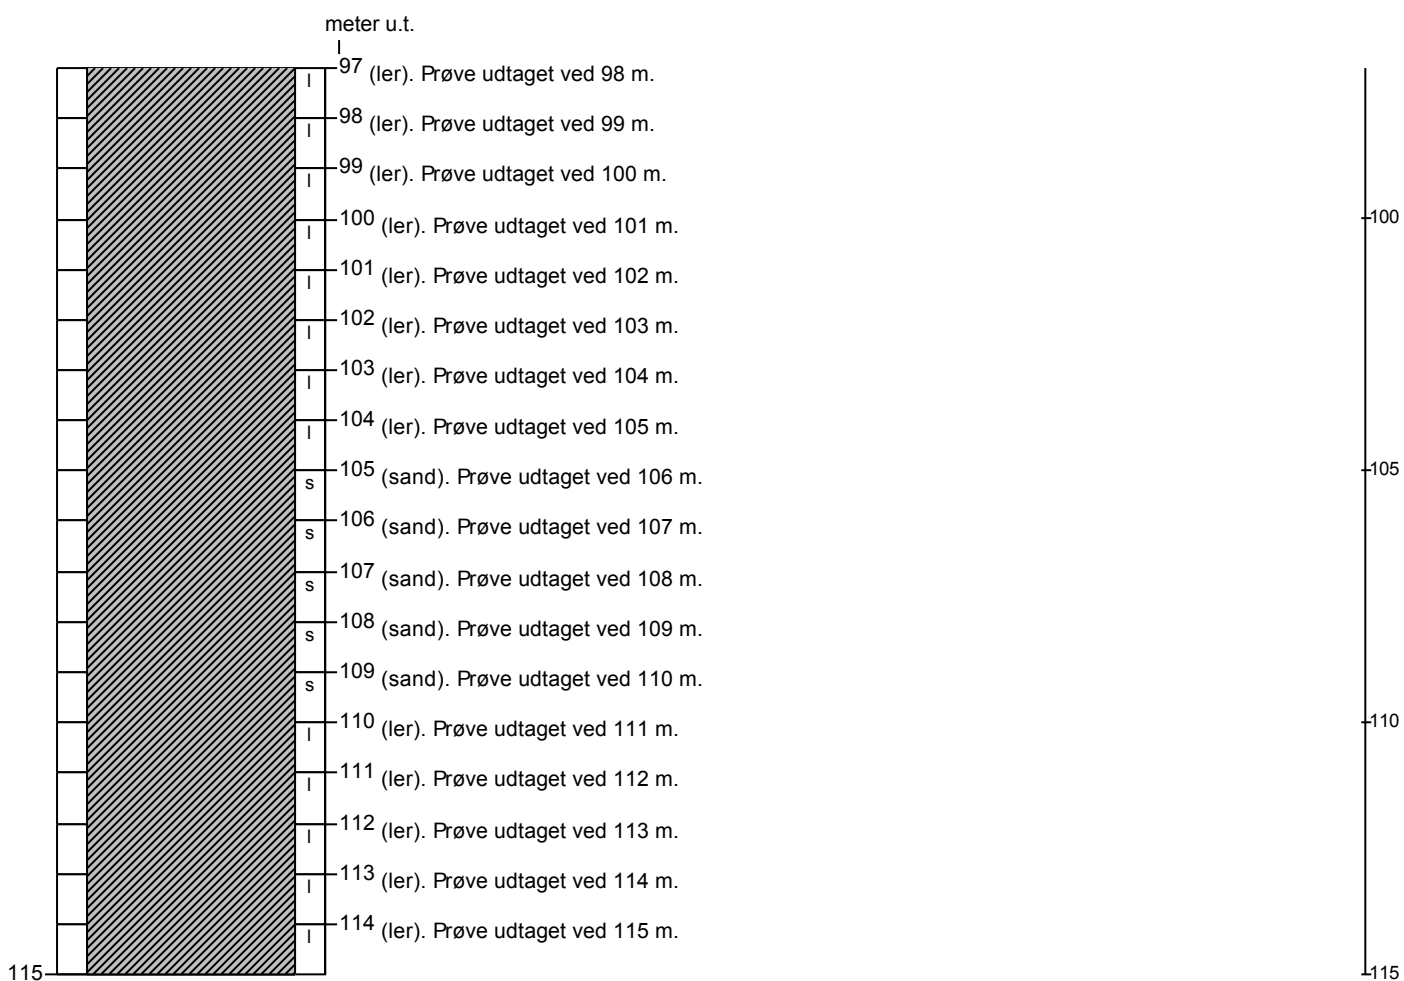 meter u.t.
97 (ler). Prøve udtaget ved 98 m.
l
98 (ler). Prøve udtaget ved 99 m.
l
99 (ler). Prøve udtaget ved 100 m.
l
100 (ler). Prøve udtaget ved 101 m.
100
l
101 (ler). Prøve udtaget ved 102 m.
l
102 (ler). Prøve udtaget ved 103 m.
l
103 (ler). Prøve udtaget ved 104 m.
l
104 (ler). Prøve udtaget ved 105 m.
l
105 (sand). Prøve udtaget ved 106 m.
105
s
106 (sand). Prøve udtaget ved 107 m.
s
107 (sand). Prøve udtaget ved 108 m.
s
108 (sand). Prøve udtaget ved 109 m.
s
109 (sand). Prøve udtaget ved 110 m.
s
110 (ler). Prøve udtaget ved 111 m.
110
l
111 (ler). Prøve udtaget ved 112 m.
l
112 (ler). Prøve udtaget ved 113 m.
l
113 (ler). Prøve udtaget ved 114 m.
l
114 (ler). Prøve udtaget ved 115 m.
l
115
115